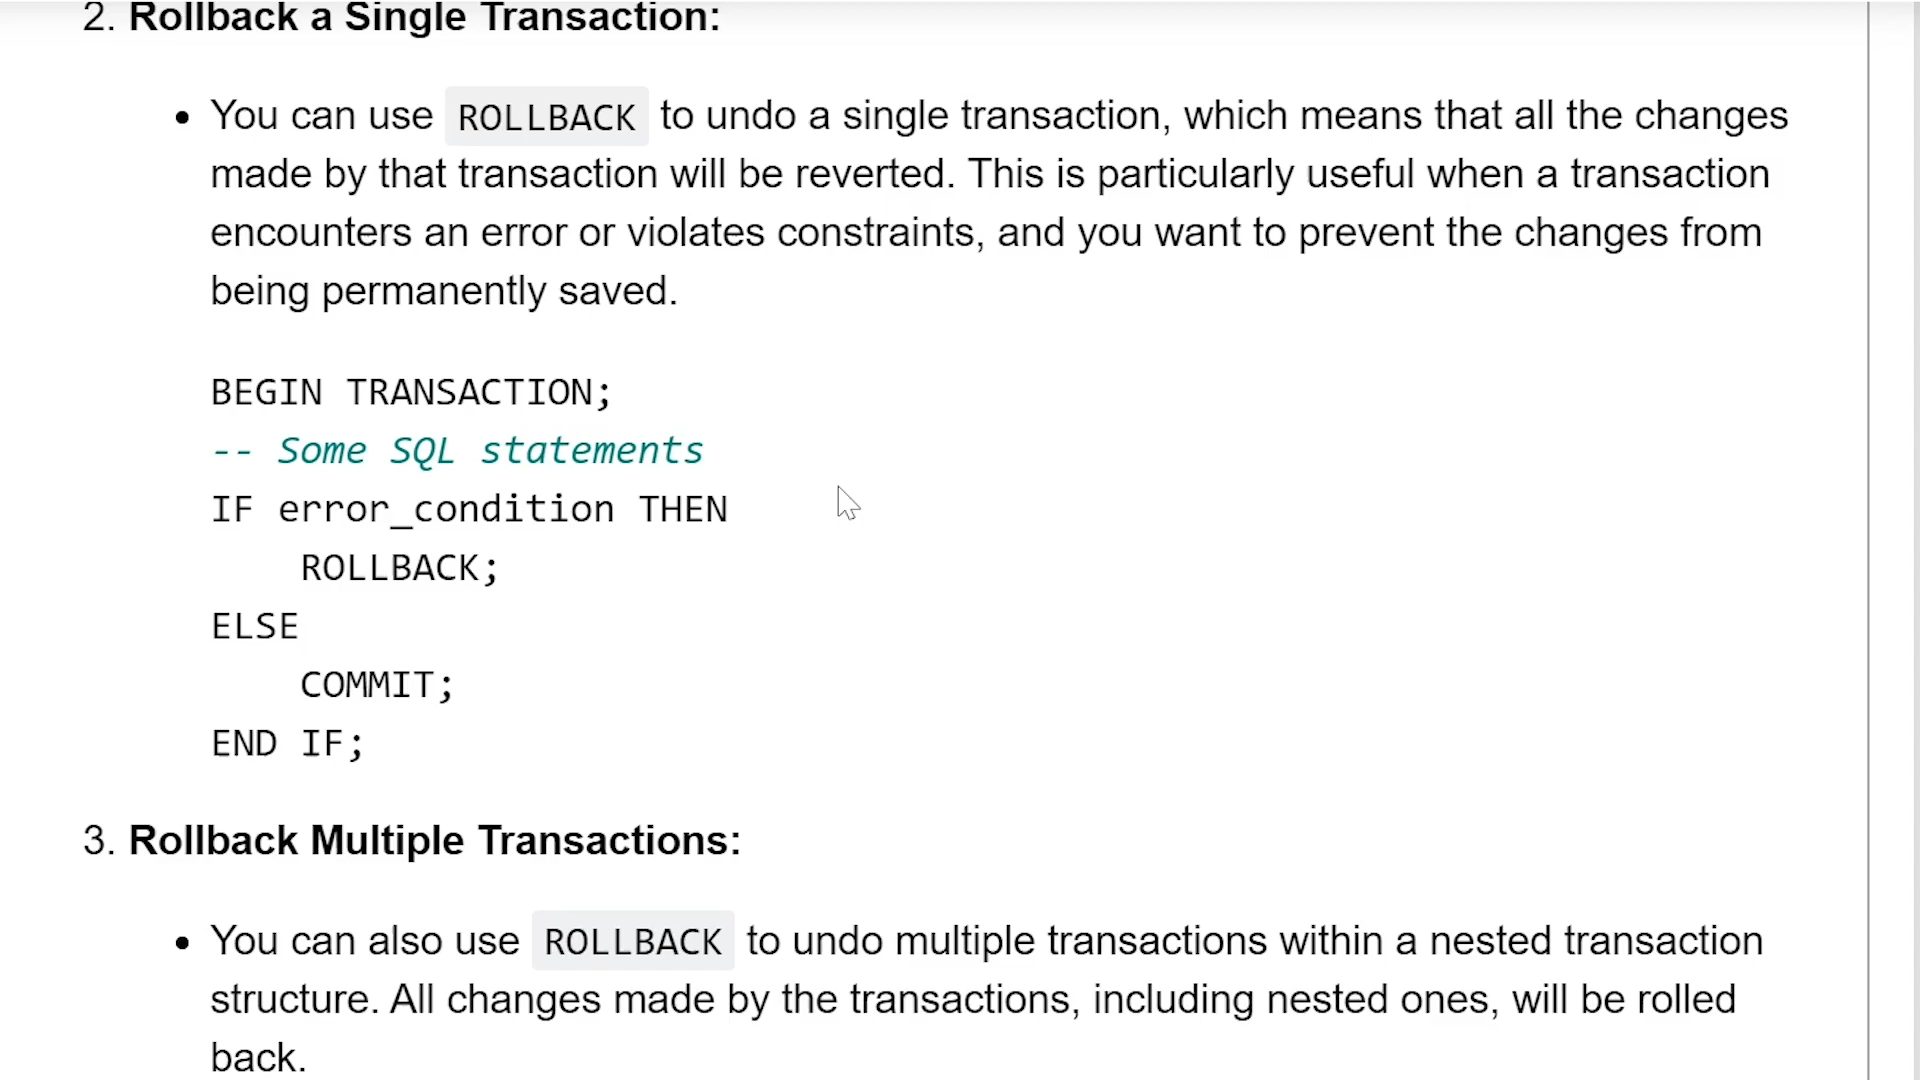 2. Rollback a Single Transaction:
• You can use ROLLBACK to undo a single transaction, which means that all the changes
made by that transaction will be reverted. This is particularly useful when a transaction
encounters an error or violates constraints, and you want to prevent the changes from
being permanently saved.
BEGIN TRANSACTION;
-- Some SQL statements
IF error_condition THEN
    ROLLBACK;
ELSE
    COMMIT;
END IF;
3. Rollback Multiple Transactions:
• You can also use ROLLBACK to undo multiple transactions within a nested transaction
structure. All changes made by the transactions, including nested ones, will be rolled
back.